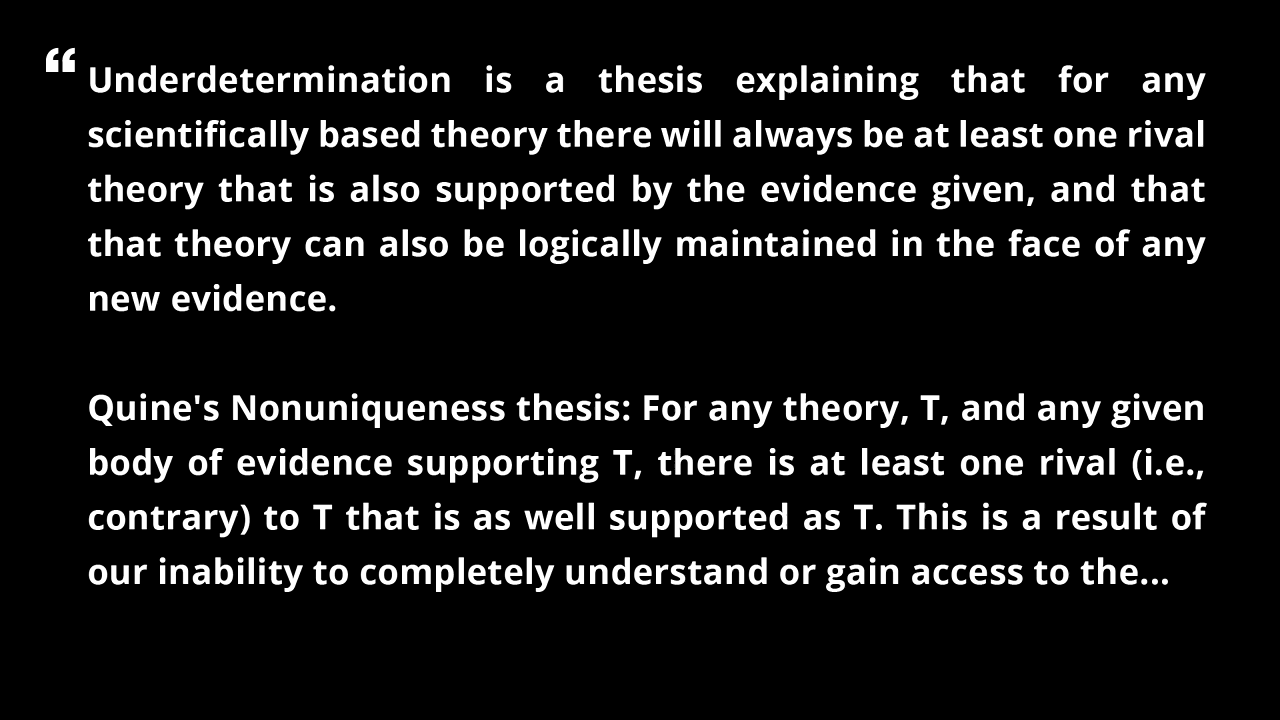 “ Underdetermination is a thesis explaining that for any
scientifically based theory there will always be at least one rival
theory that is also supported by the evidence given, and that
that theory can also be logically maintained in the face of any
new evidence.
Quine's Nonuniqueness thesis: For any theory, T, and any given
body of evidence supporting T, there is at least one rival (i.e.,
contrary) to T that is as well supported as T. This is a result of
our inability to completely understand or gain access to the...